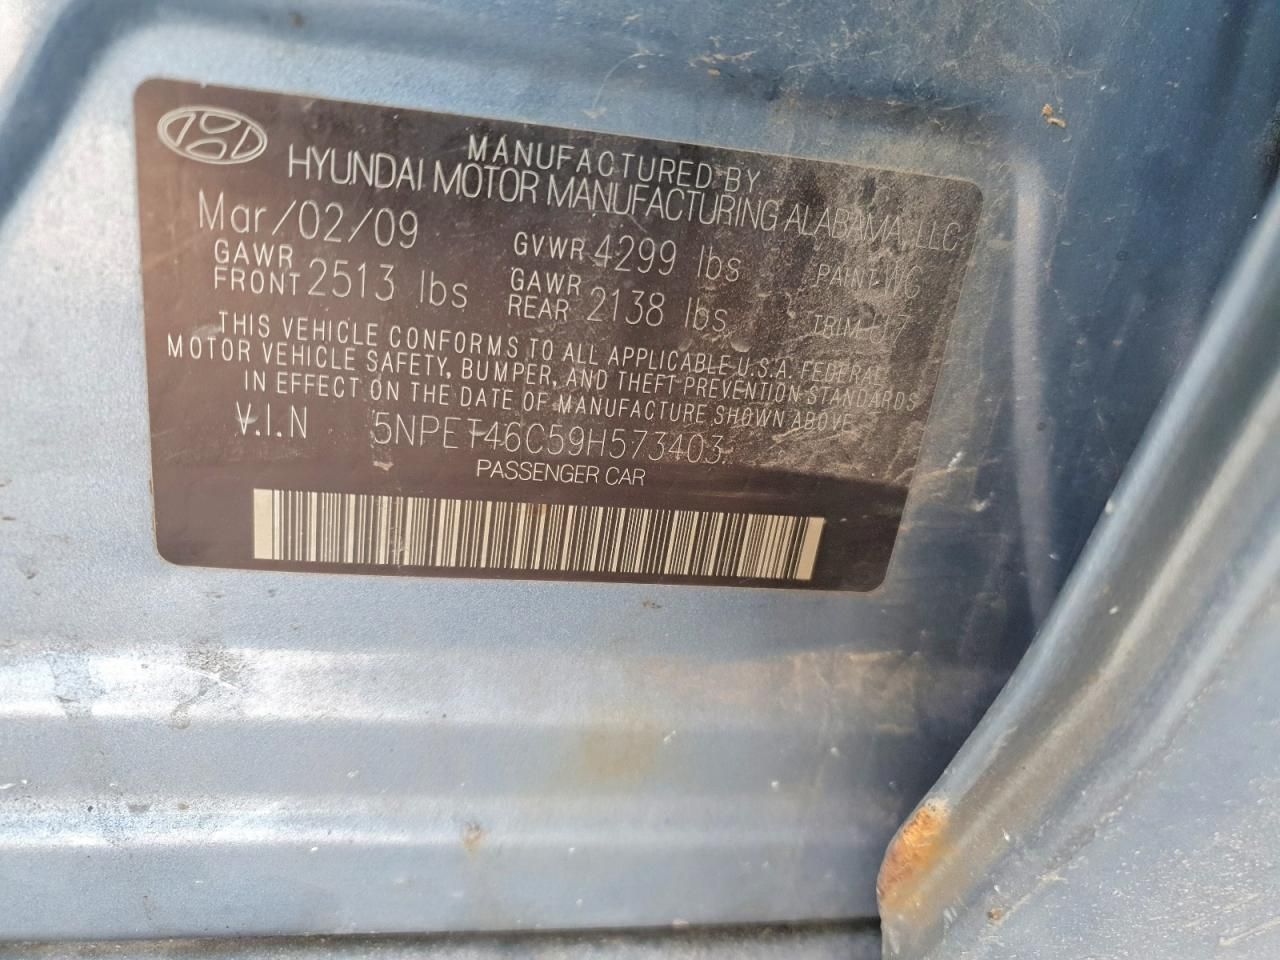 MANUFACTURED BY
HYUNDAI MOTOR MANUFACTURING ALABAMA, LLC
Mar/02/09 GVWR 4299 lbs PAINT
GAWR FRONT 2513 lbs GAWR REAR 2138 lbs TRIM
THIS VEHICLE CONFORMS TO ALL APPLICABLE U.S.A. FEDERAL
MOTOR VEHICLE SAFETY, BUMPER, AND THEFT PREVENTION STANDARDS
IN EFFECT ON THE DATE OF MANUFACTURE SHOWN ABOVE
V.I.N 5NPET46C59H573403
PASSENGER CAR